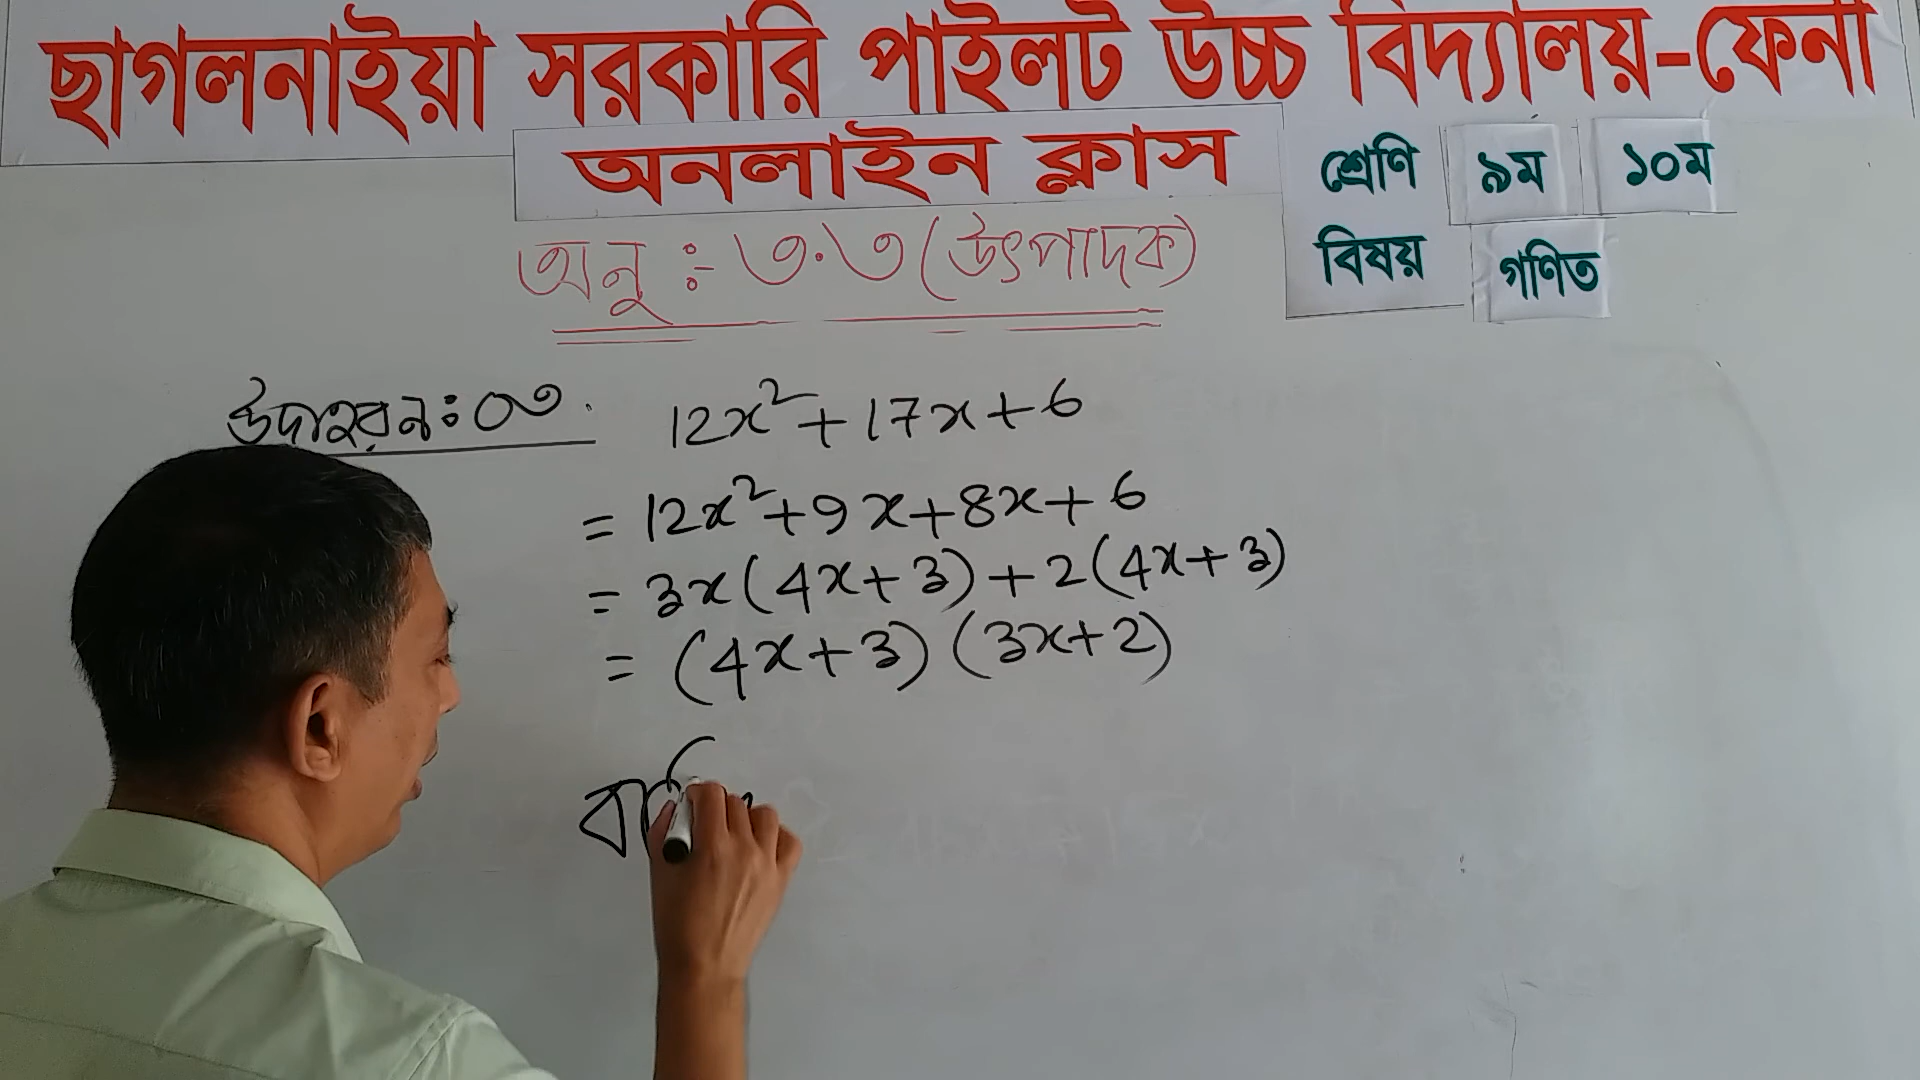 ছাগলনাইয়া সরকারি পাইলট উচ্চ বিদ্যালয়-ফেনী
অনলাইন ক্লাস
শ্রেণি ৯ম ১০ম
বিষয় গণিত
অনু :- ৩.৩ (উৎপাদক)
উদাহরন: ০৩. 12x²+17x+6
= 12x²+9x+8x+6
= 3x(4x+3)+2(4x+3)
= (4x+3)(3x+2)